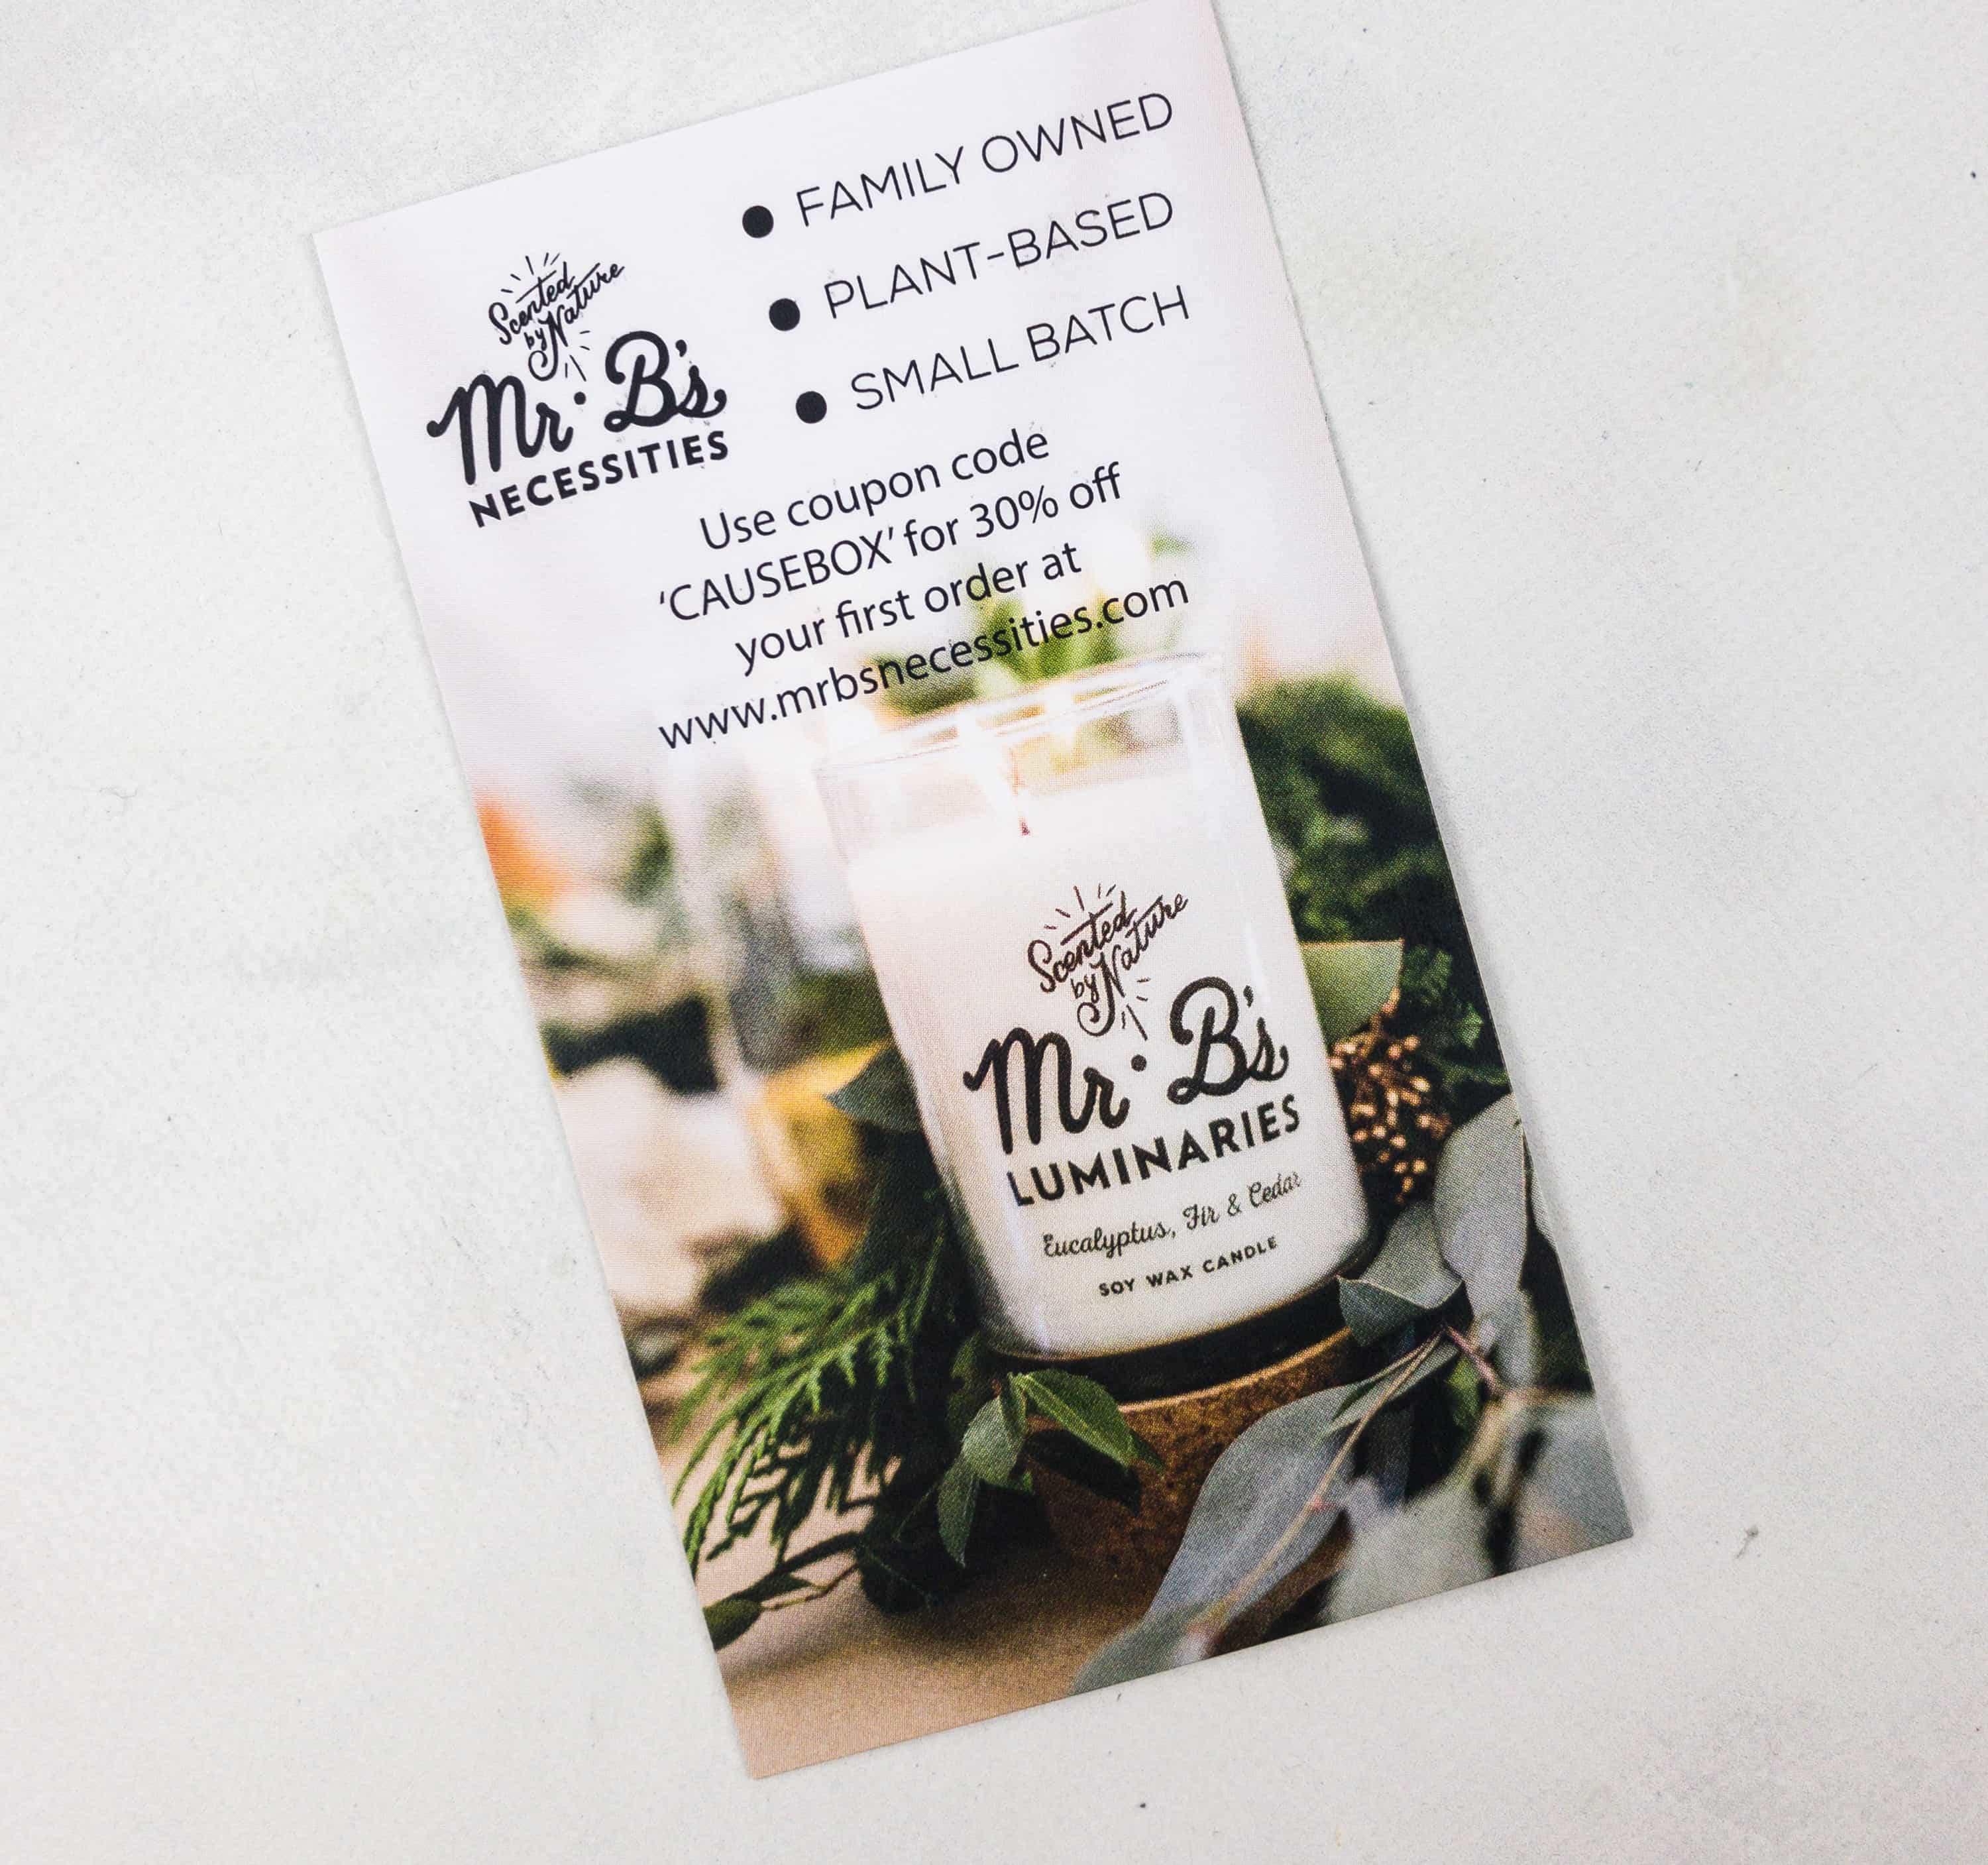 Scented
by Nature
Mr. B's
NECESSITIES
● FAMILY OWNED
● PLANT-BASED
● SMALL BATCH
Use coupon code
‘CAUSEBOX’ for 30% off
your first order at
www.mrbsnecessities.com
Scented
by Nature
Mr. B's
LUMINARIES
Eucalyptus, Fir & Cedar
SOY WAX CANDLE